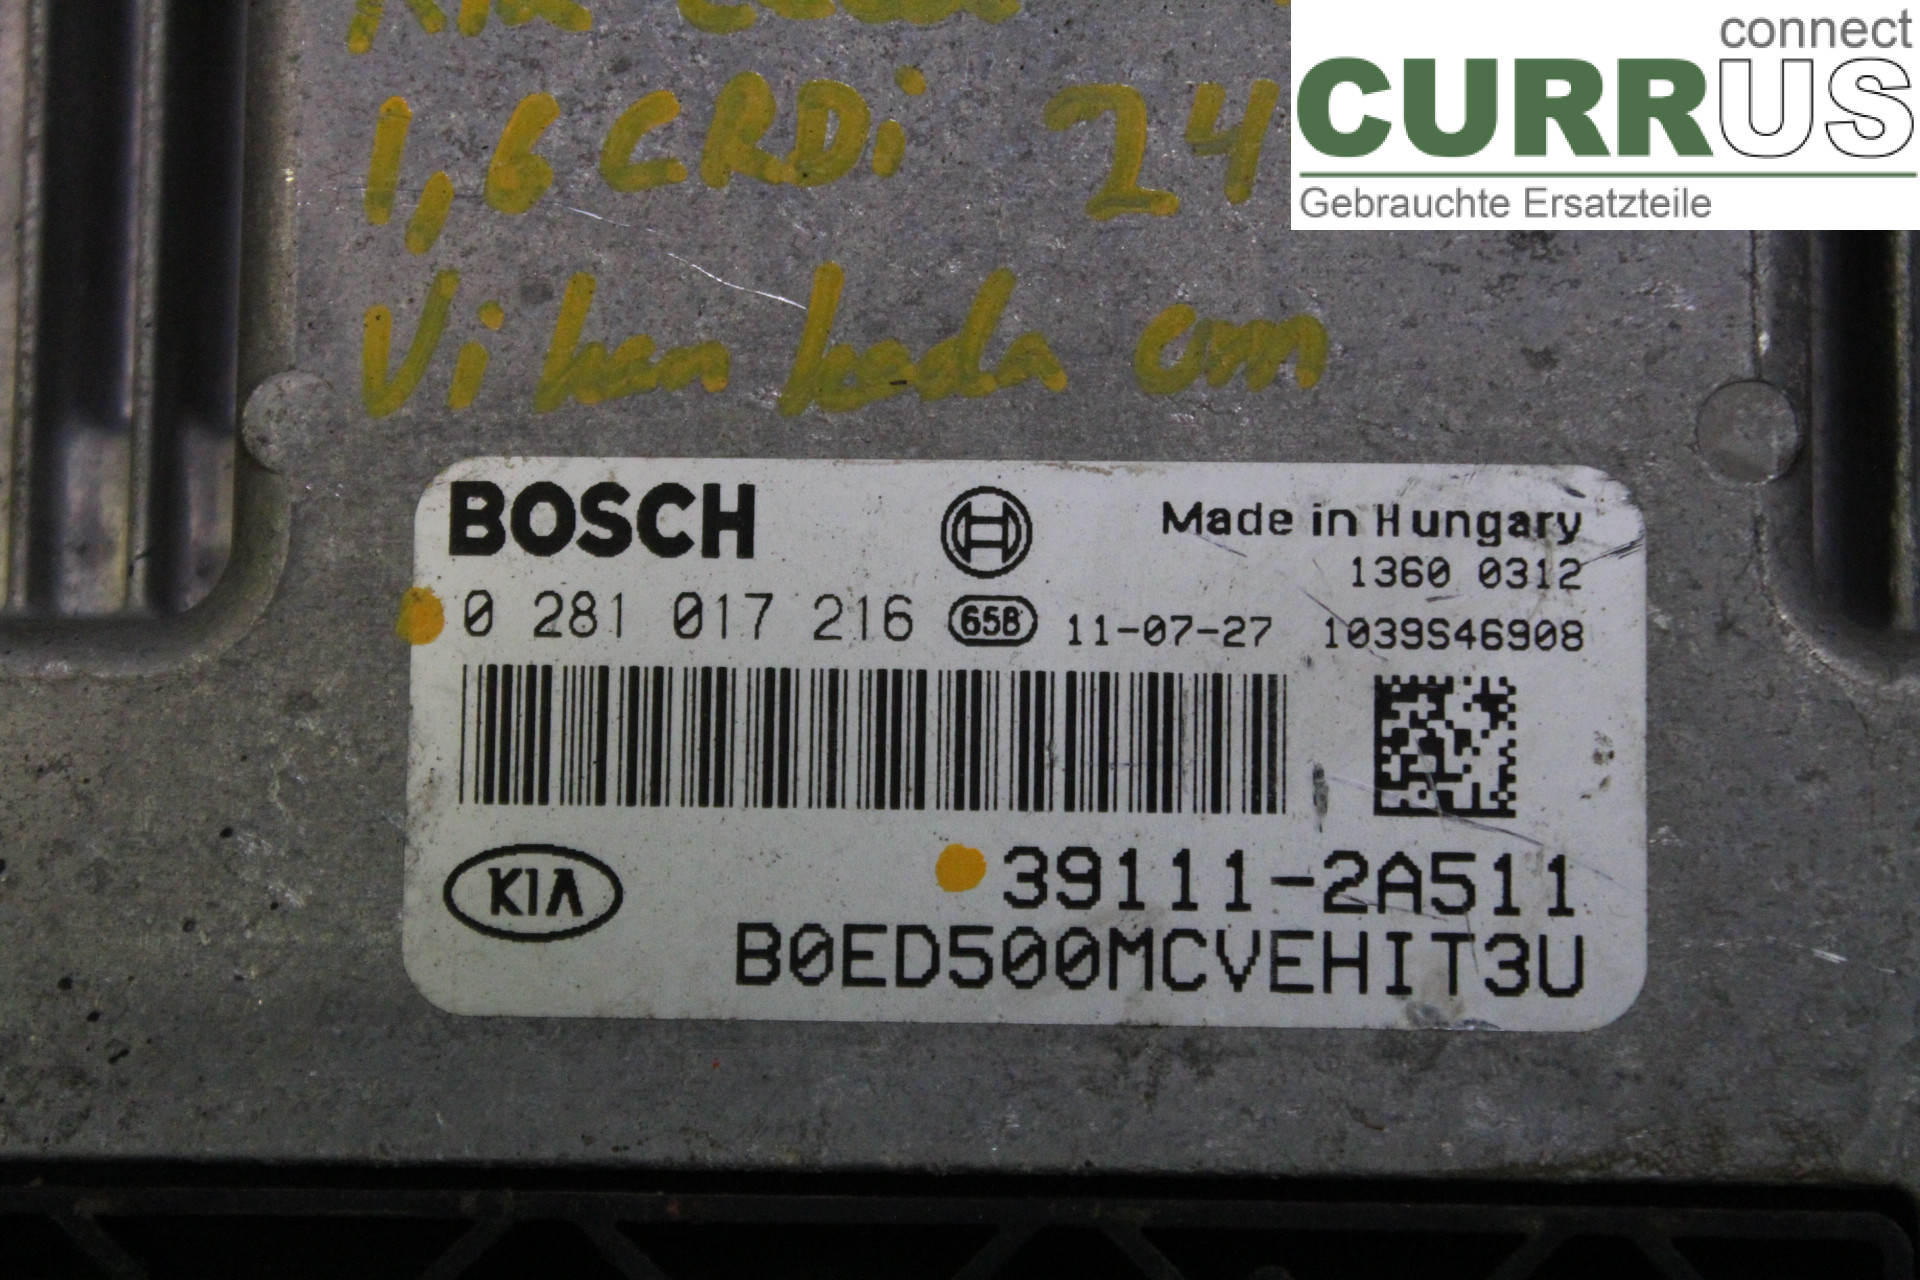 connect
CURRUS
Gebrauchte Ersatzteile
1,6 CRDi 24
Vi kan koda om
BOSCH
Made in Hungary
1360 0312
0 281 017 216 65B 11-07-27 1039S46908
KIA
39111-2A511
B0ED500MCVEHIT3U